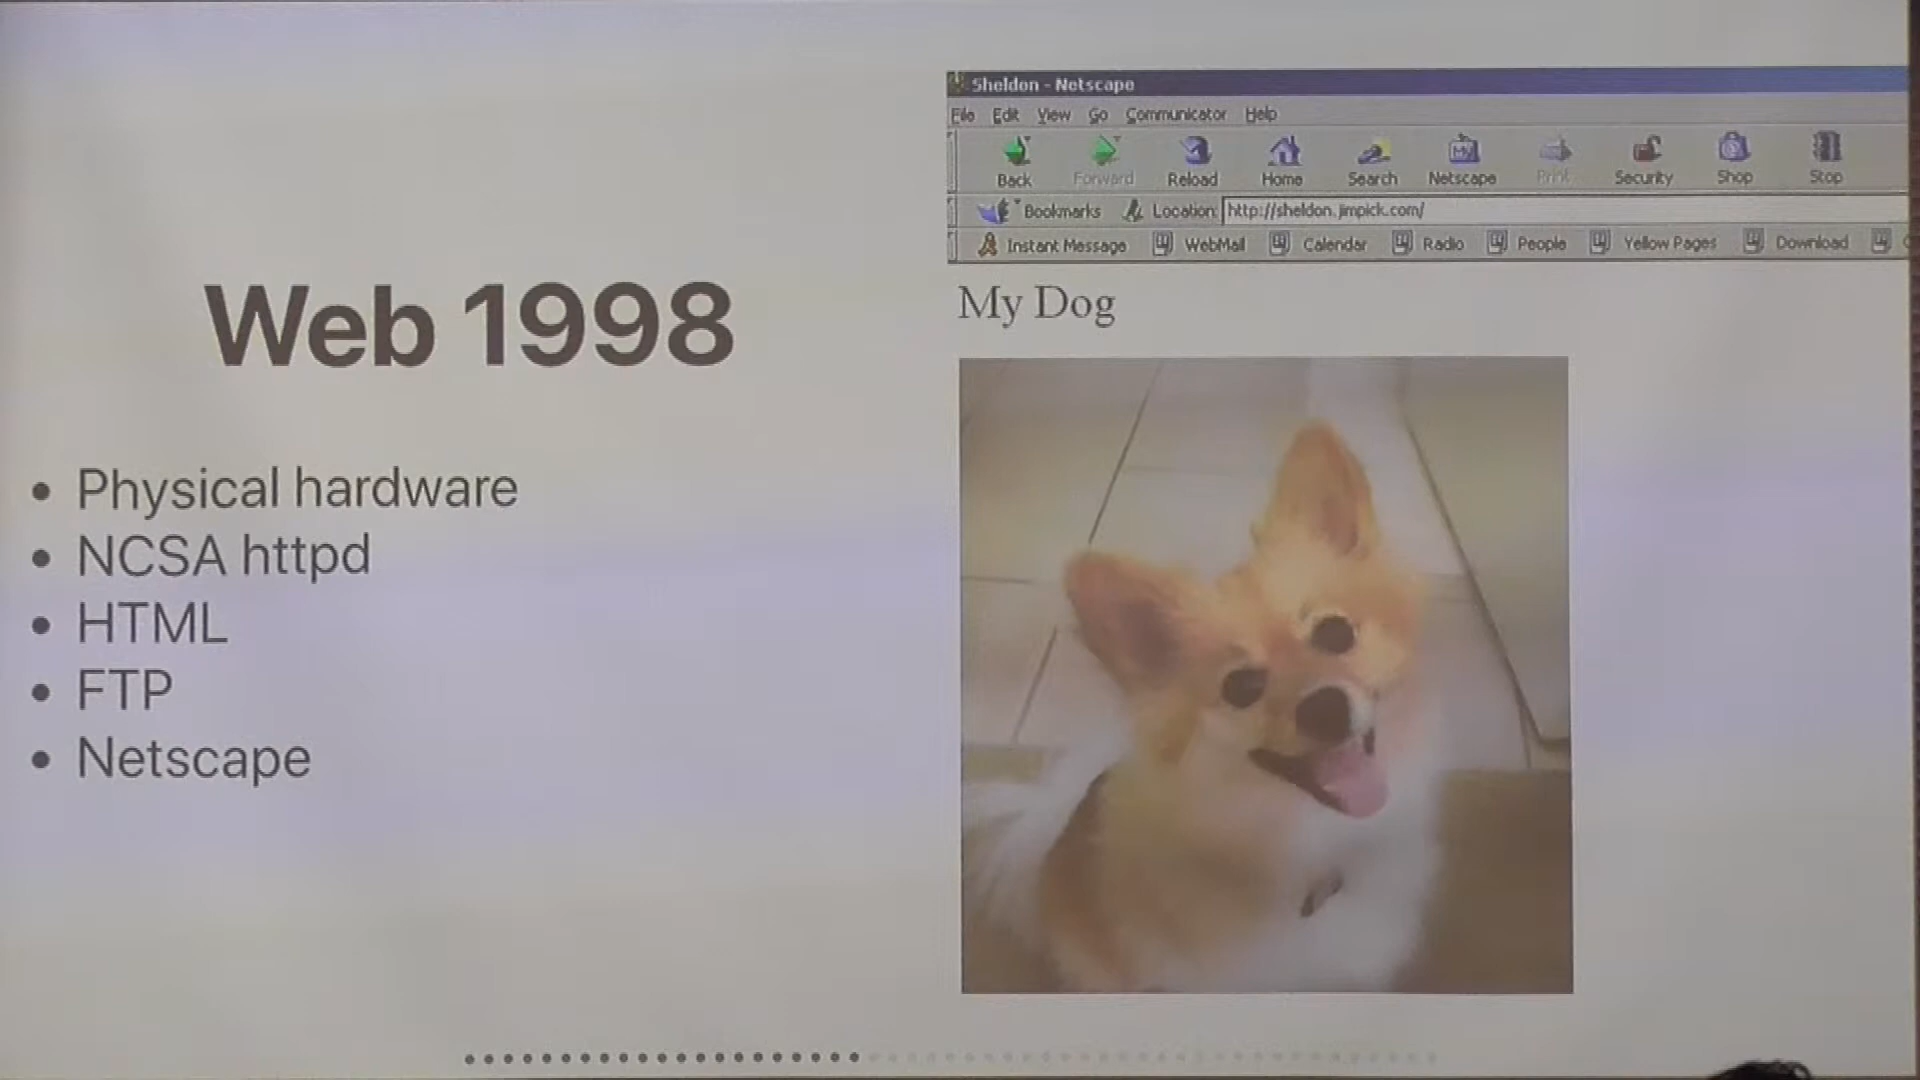 Web 1998
• Physical hardware
• NCSA httpd
• HTML
• FTP
• Netscape
Sheldon - Netscape
File Edit View Go Communicator Help
Back Forward Reload Home Search Netscape Print Security Shop Stop
Bookmarks Location: http://sheldon.jimpick.com/
Instant Message WebMail Calendar Radio People Yellow Pages Download
My Dog